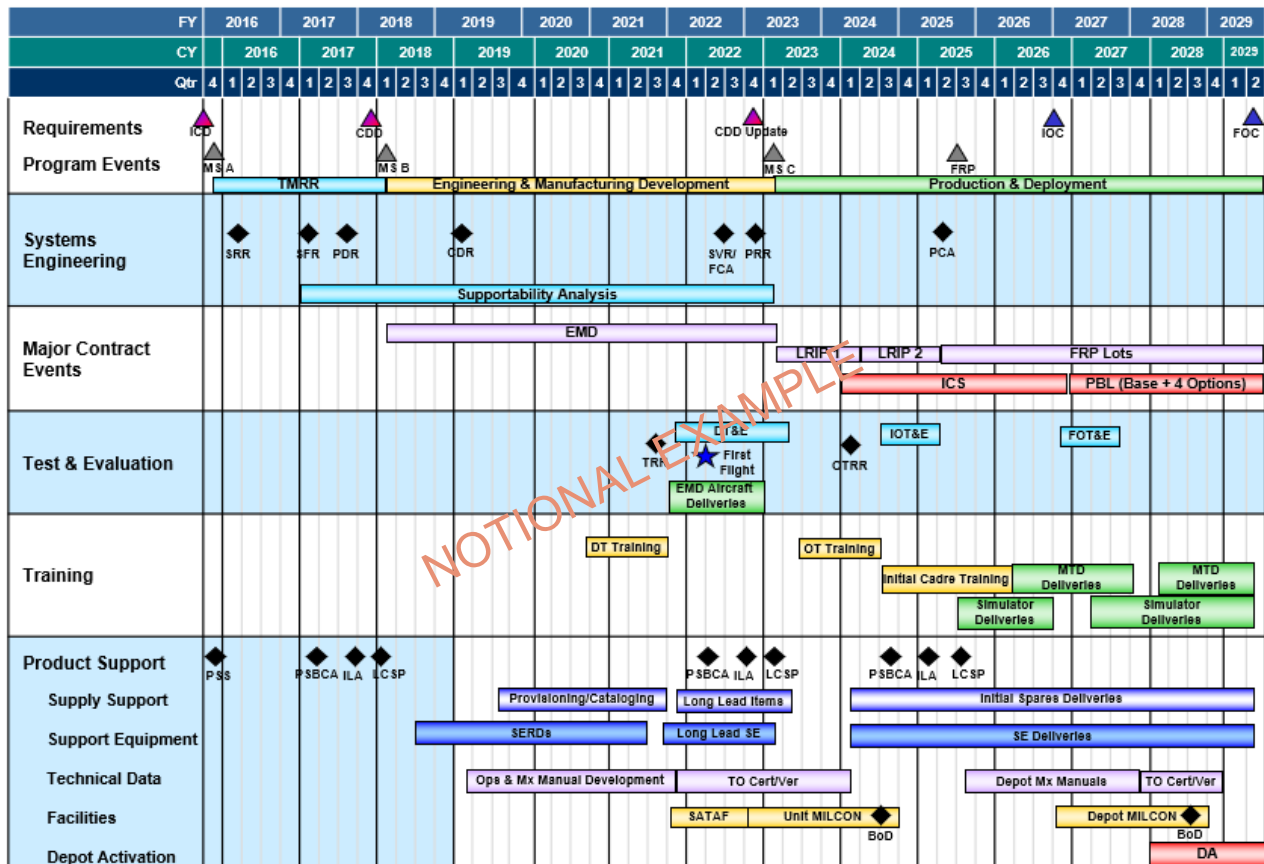 FY 2016 2017 2018 2019 2020 2021 2022 2023 2024 2025 2026 2027 2028 2029
CY 2016 2017 2018 2019 2020 2021 2022 2023 2024 2025 2026 2027 2028 2029
Qtr 4 1 2 3 4 1 2 3 4 1 2 3 4 1 2 3 4 1 2 3 4 1 2 3 4 1 2 3 4 1 2 3 4 1 2 3 4 1 2 3 4 1 2 3 4 1 2 3 4 1 2 3 4 1 2
Requirements
ICD CDD CDD Update IOC FOC
Program Events
MS A MS B MS C FRP
TMRR Engineering & Manufacturing Development Production & Deployment
Systems
Engineering
SRR SFR PDR CDR SVR/ PRR PCA
FCA
Supportability Analysis
Major Contract
Events
EMD
LRIP 1 LRIP 2 FRP Lots
ICS PBL (Base + 4 Options)
Test & Evaluation
DT&E IOT&E FOT&E
TRR First OTRR
Flight
EMD Aircraft
Deliveries
NOTIONAL EXAMPLE
Training
DT Training OT Training
Initial Cadre Training MTD MTD
Deliveries Deliveries
Simulator Simulator
Deliveries Deliveries
Product Support
PSS PSBCA ILA LCSP PSBCA ILA LCSP PSBCA ILA LCSP
Supply Support Provisioning/Cataloging Long Lead Items Initial Spares Deliveries
Support Equipment SERDs Long Lead SE SE Deliveries
Technical Data Ops & Mx Manual Development TO Cert/Ver Depot Mx Manuals TO Cert/Ver
Facilities SATAF Unit MILCON Depot MILCON
BoD BoD
Depot Activation DA